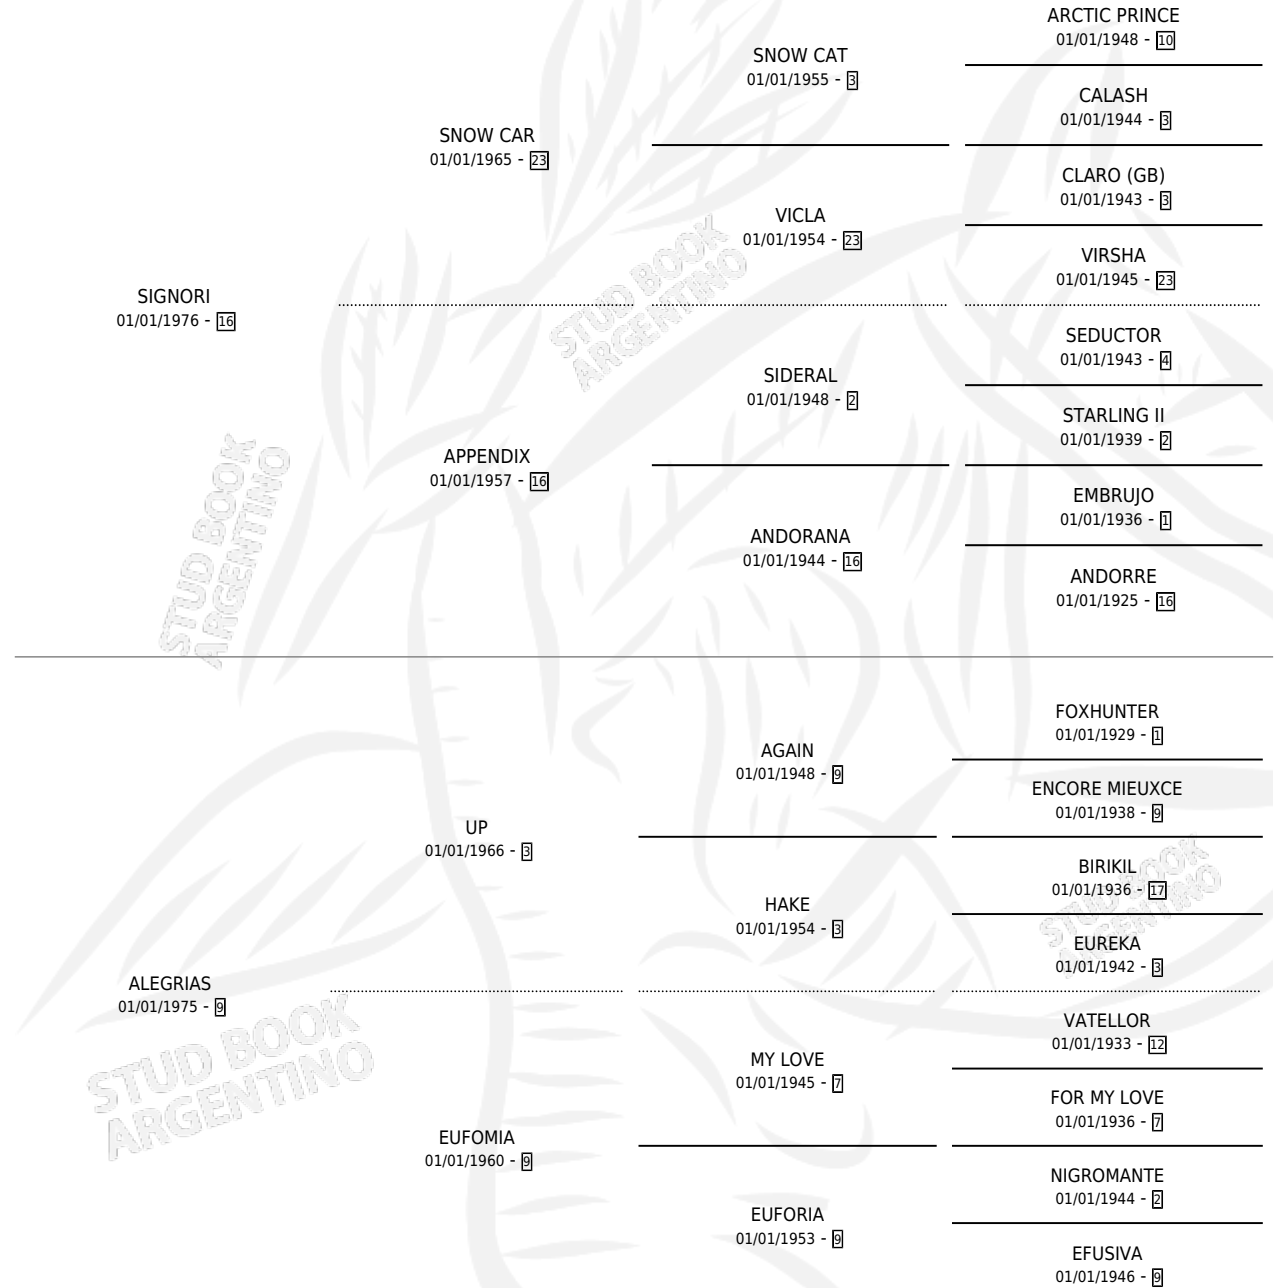 ARCTIC PRINCE
01/01/1948 - 10
SNOW CAT
01/01/1955 - 3
CALASH
01/01/1944 - 3
SNOW CAR
01/01/1965 - 23
CLARO (GB)
01/01/1943 - 3
VICLA
01/01/1954 - 23
VIRSHA
01/01/1945 - 23
SIGNORI
01/01/1976 - 16
SEDUCTOR
01/01/1943 - 4
SIDERAL
01/01/1948 - 2
STARLING II
01/01/1939 - 2
APPENDIX
01/01/1957 - 16
EMBRUJO
01/01/1936 - 1
ANDORANA
01/01/1944 - 16
ANDORRE
01/01/1925 - 16
FOXHUNTER
01/01/1929 - 1
AGAIN
01/01/1948 - 9
ENCORE MIEUXCE
01/01/1938 - 9
UP
01/01/1966 - 3
BIRIKIL
01/01/1936 - 17
HAKE
01/01/1954 - 3
EUREKA
01/01/1942 - 3
ALEGRIAS
01/01/1975 - 9
VATELLOR
01/01/1933 - 12
MY LOVE
01/01/1945 - 7
FOR MY LOVE
01/01/1936 - 7
EUFOMIA
01/01/1960 - 9
NIGROMANTE
01/01/1944 - 2
EUFORIA
01/01/1953 - 9
EFUSIVA
01/01/1946 - 9
STUD BOOK
ARGENTINO
STUD BOOK
ARGENTINO
STUD BOOK
ARGENTINO
STUD BOOK
ARGENTINO